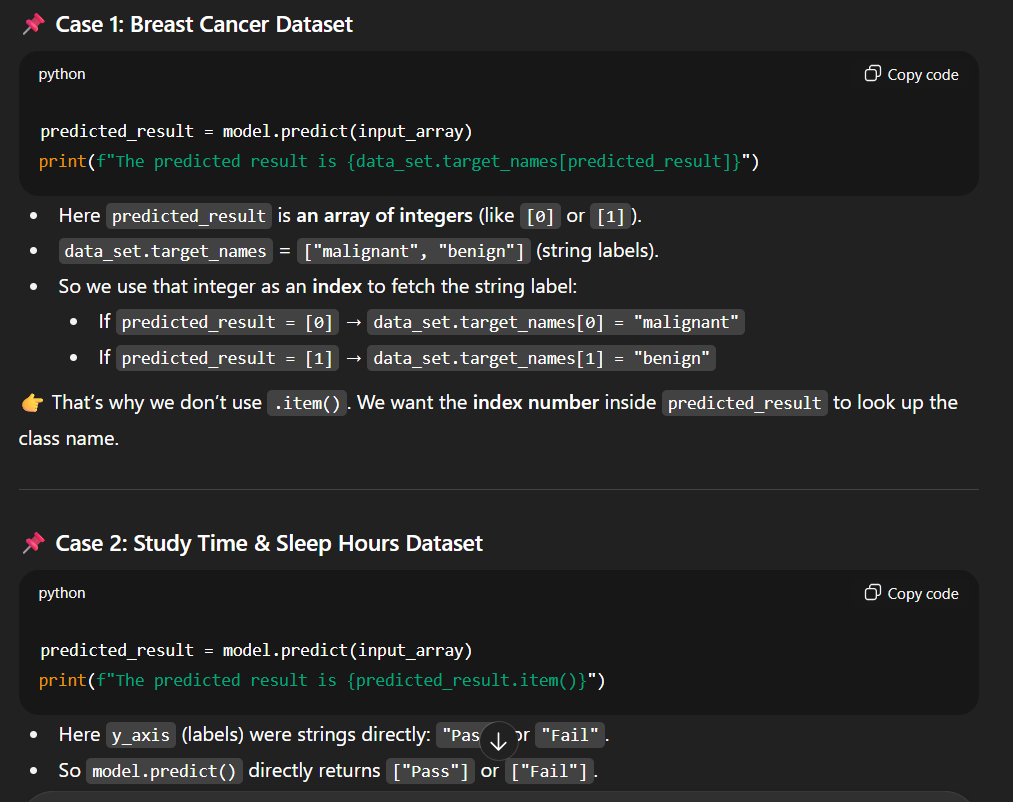 📌 Case 1: Breast Cancer Dataset
python
Copy code
predicted_result = model.predict(input_array)
print(f"The predicted result is {data_set.target_names[predicted_result]}")
• Here predicted_result is an array of integers (like [0] or [1]).
• data_set.target_names = ["malignant", "benign"] (string labels).
• So we use that integer as an index to fetch the string label:
• If predicted_result = [0] → data_set.target_names[0] = "malignant"
• If predicted_result = [1] → data_set.target_names[1] = "benign"
👉 That's why we don't use .item(). We want the index number inside predicted_result to look up the
class name.
📌 Case 2: Study Time & Sleep Hours Dataset
python
Copy code
predicted_result = model.predict(input_array)
print(f"The predicted result is {predicted_result.item()}")
• Here y_axis (labels) were strings directly: "Pas or "Fail".
• So model.predict() directly returns ["Pass"] or ["Fail"].